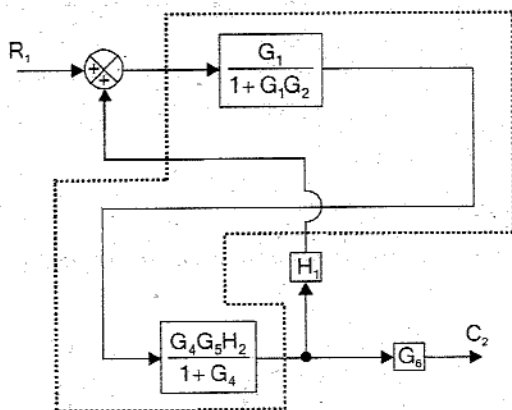 R₁
+
+
G₁
1 + G₁G₂
H₁
G₄G₅H₂
1 + G₄
G₆
C₂